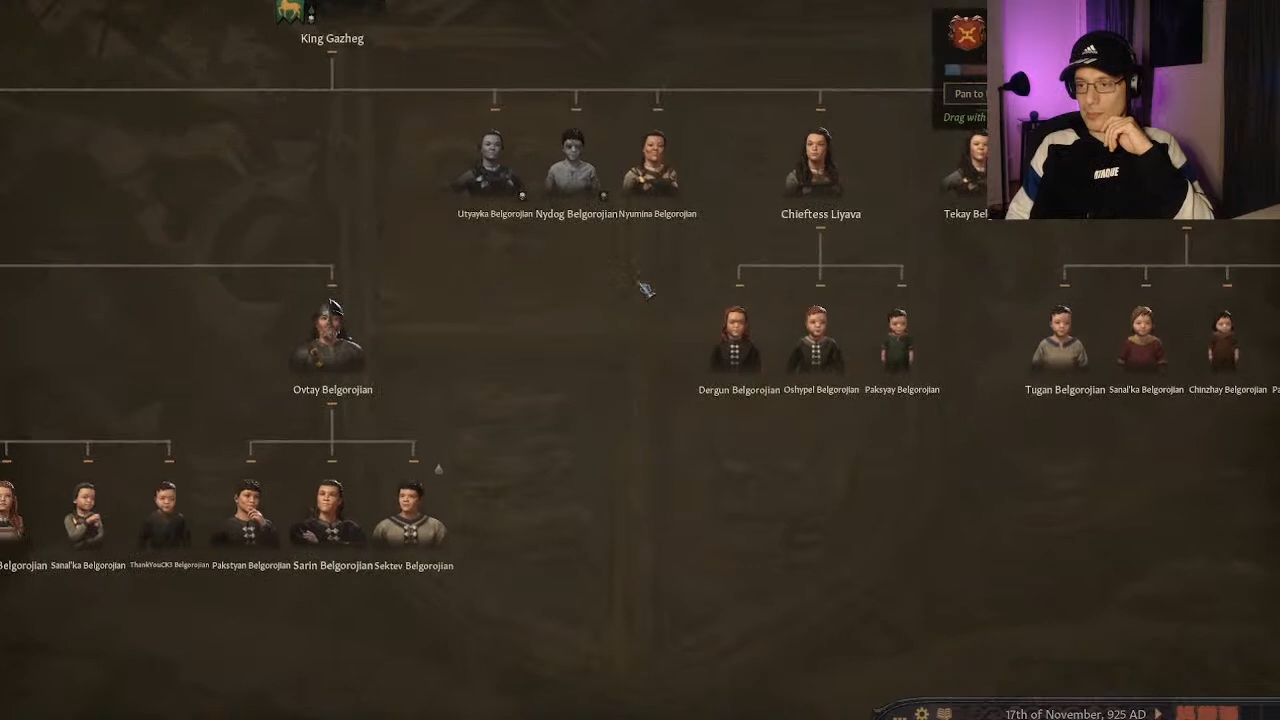 King Gazheg
Pan to
Drag with
Utyayka Belgorojian
Nydog Belgorojian
Nyumina Belgorojian
Chieftess Liyava
Tekay Bel
ATAQUE
Ovtay Belgorojian
Dergun Belgorojian
Oshypel Belgorojian
Paksyay Belgorojian
Tugan Belgorojian
Sanal'ka Belgorojian
Chinzhay Belgorojian
Pa
Belgorojian
Sanal'ka Belgorojian
ThankYouCK3 Belgorojian
Pakstyan Belgorojian
Sarin Belgorojian
Sektev Belgorojian
17th of November, 925 AD